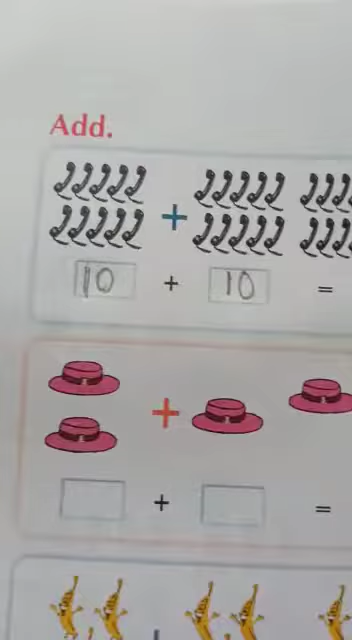 Add.
+
10 + 10 =
+
+ =